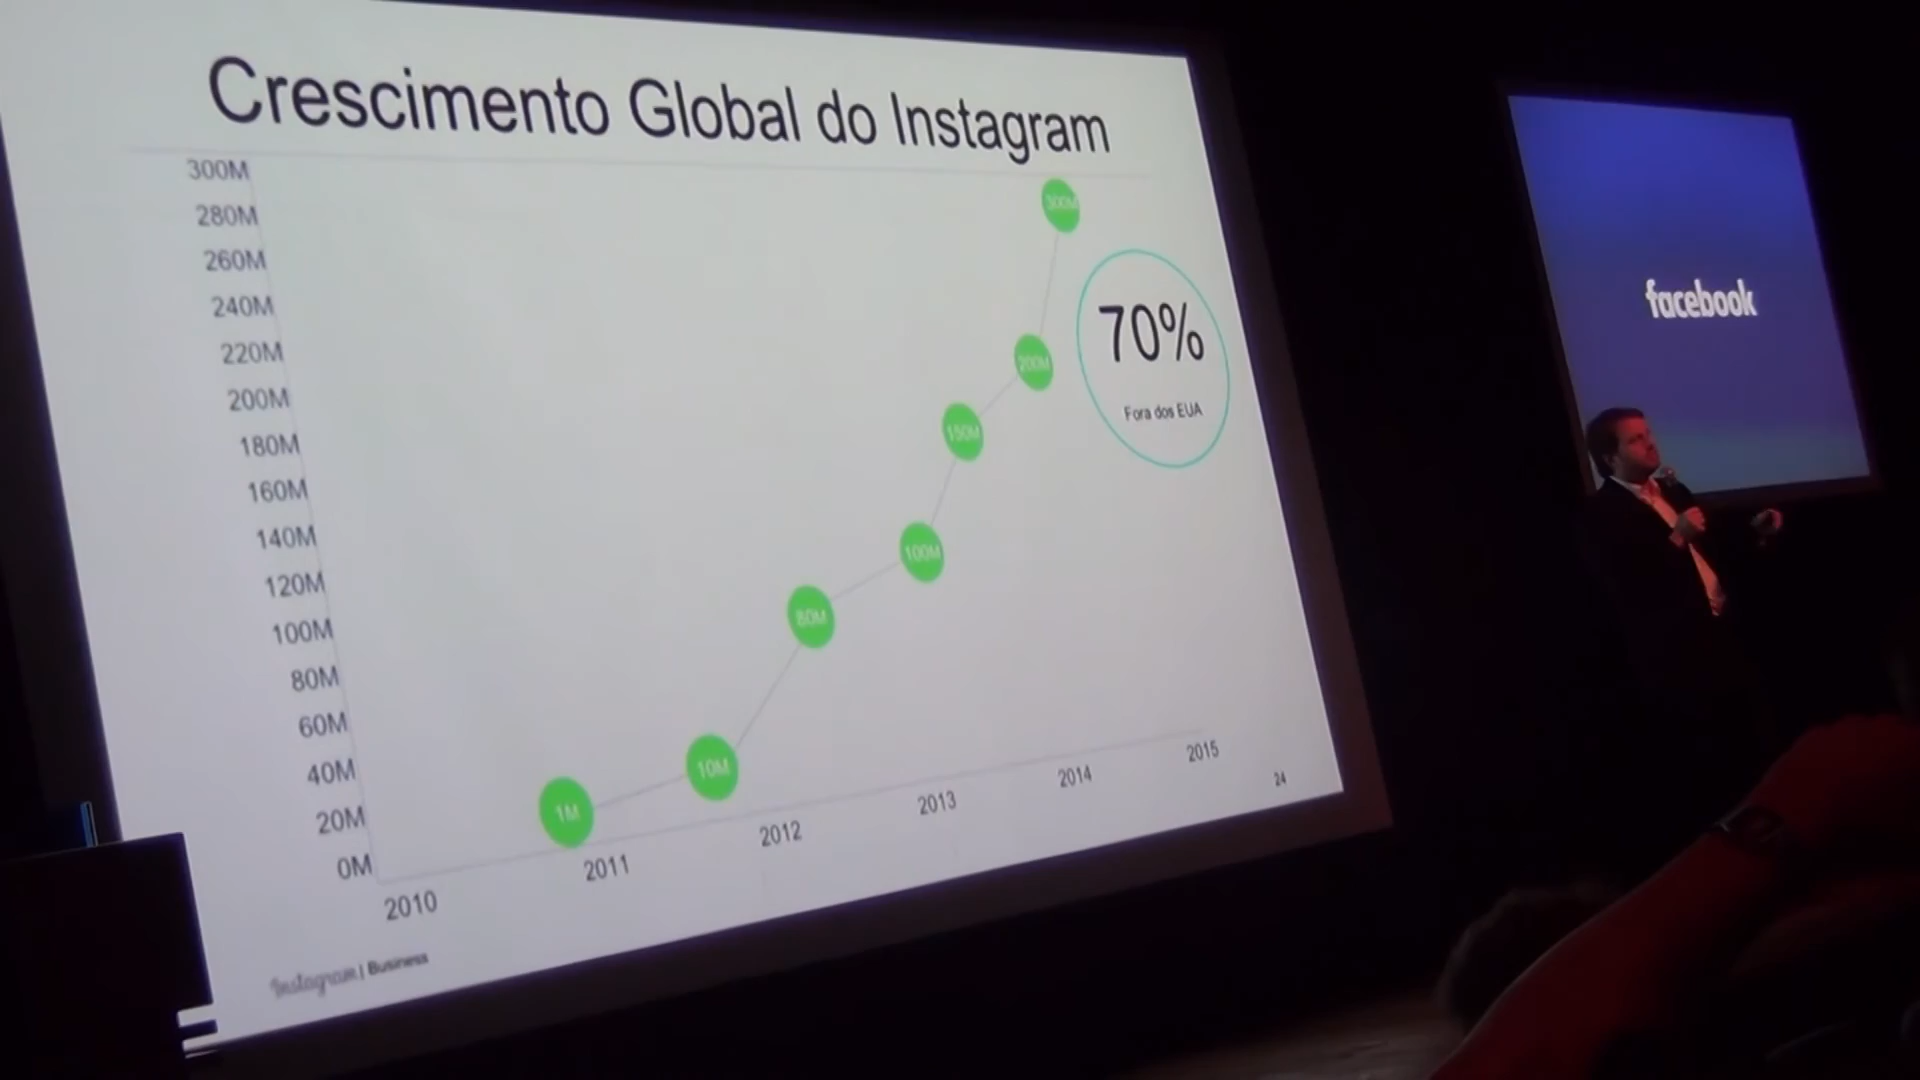 Crescimento Global do Instagram
300M
280M
260M
240M
220M
200M
180M
160M
140M
120M
100M
80M
60M
40M
20M
0M
300M
200M
150M
100M
80M
10M
1M
70%
Fora dos EUA
2010
2011
2012
2013
2014
2015
24
Instagram | Business
facebook